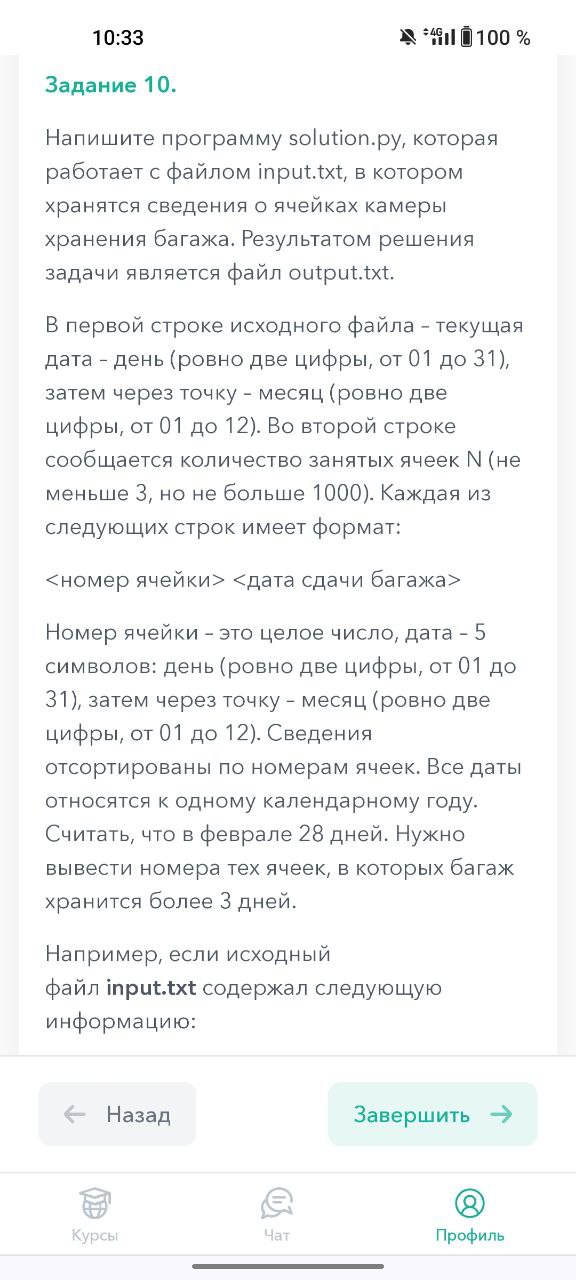 10:33
4G 100 %
Задание 10.
Напишите программу solution.py, которая
работает с файлом input.txt, в котором
хранятся сведения о ячейках камеры
хранения багажа. Результатом решения
задачи является файл output.txt.
В первой строке исходного файла – текущая
дата – день (ровно две цифры, от 01 до 31),
затем через точку – месяц (ровно две
цифры, от 01 до 12). Во второй строке
сообщается количество занятых ячеек N (не
меньше 3, но не больше 1000). Каждая из
следующих строк имеет формат:
<номер ячейки> <дата сдачи багажа>
Номер ячейки – это целое число, дата – 5
символов: день (ровно две цифры, от 01 до
31), затем через точку – месяц (ровно две
цифры, от 01 до 12). Сведения
отсортированы по номерам ячеек. Все даты
относятся к одному календарному году.
Считать, что в феврале 28 дней. Нужно
вывести номера тех ячеек, в которых багаж
хранится более 3 дней.
Например, если исходный
файл input.txt содержал следующую
информацию:
Назад
Завершить
Курсы
Чат
Профиль